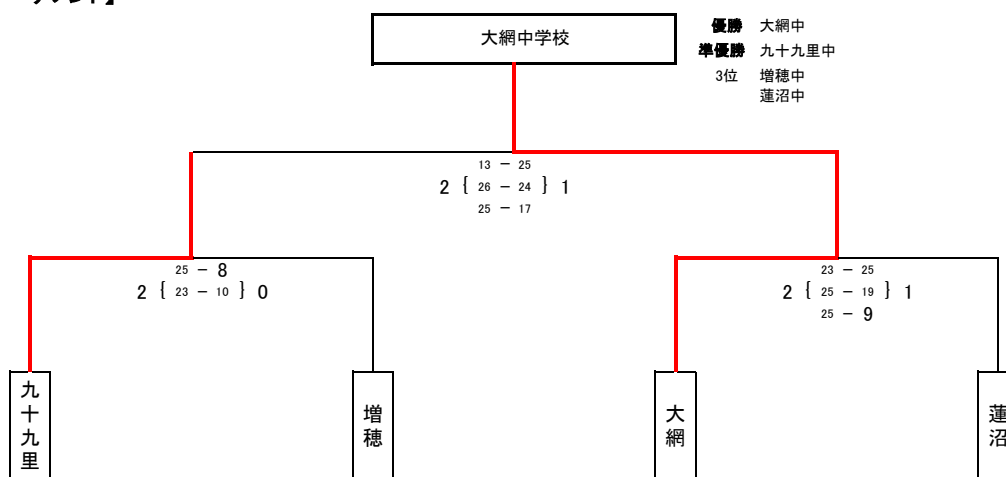 大網中学校
優勝 大網中
準優勝 九十九里中
3位 増穂中
蓮沼中
13 － 25
2 { 26 － 24 } 1
25 － 17
25 － 8
2 { 23 － 10 } 0
23 － 25
2 { 25 － 19 } 1
25 － 9
九十九里
増穂
大網
蓮沼